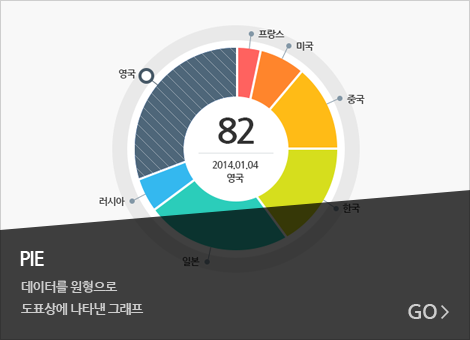 프랑스
미국
영국
중국
82
2014.01.04
영국
러시아
한국
일본
PIE
데이터를 원형으로
도표상에 나타낸 그래프
GO >